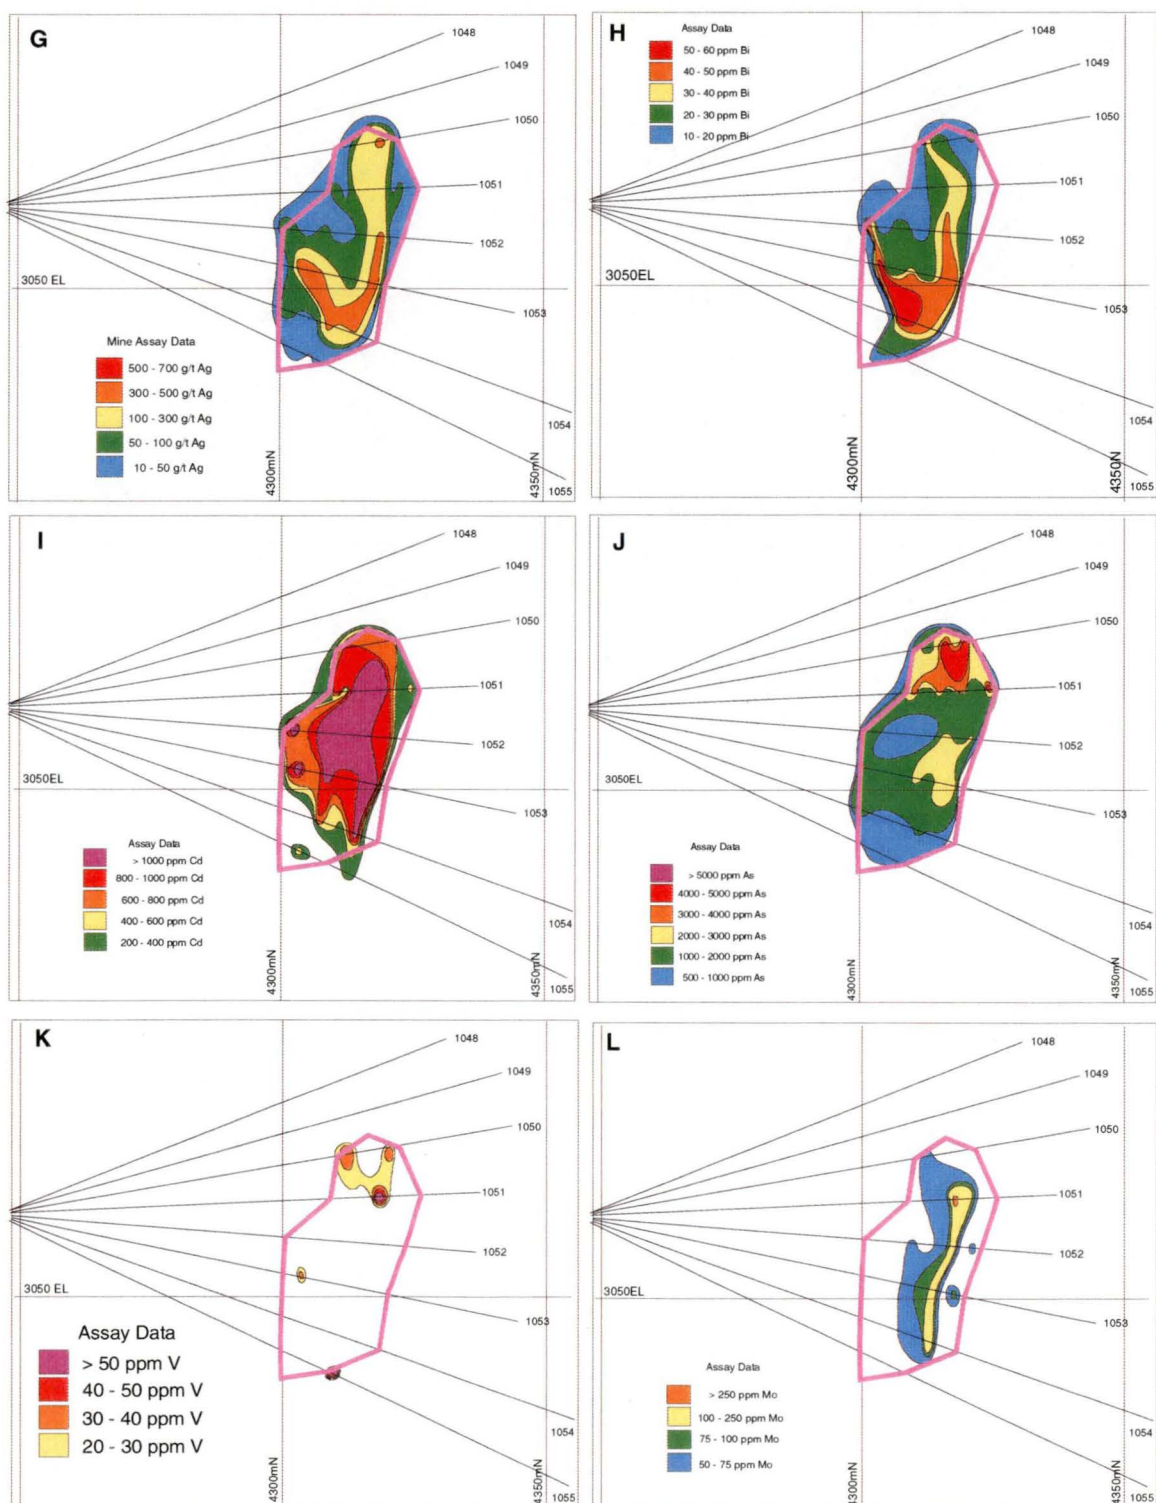 G
1048
1049
1050
1051
1052
3050 EL
1053
Mine Assay Data
500 - 700 g/t Ag
300 - 500 g/t Ag
100 - 300 g/t Ag
50 - 100 g/t Ag
10 - 50 g/t Ag
1054
4300mN
4350mN
1055
H
Assay Data
50 - 60 ppm Bi
40 - 50 ppm Bi
30 - 40 ppm Bi
20 - 30 ppm Bi
10 - 20 ppm Bi
1048
1049
1050
1051
1052
3050EL
1053
1054
4300mN
4350N
1055
I
1048
1049
1050
1051
1052
3050EL
1053
Assay Data
> 1000 ppm Cd
800 - 1000 ppm Cd
600 - 800 ppm Cd
400 - 600 ppm Cd
200 - 400 ppm Cd
1054
4300mN
4350mN
1055
J
1048
1049
1050
1051
1052
3050EL
1053
Assay Data
> 5000 ppm As
4000 - 5000 ppm As
3000 - 4000 ppm As
2000 - 3000 ppm As
1000 - 2000 ppm As
500 - 1000 ppm As
1054
4300mN
4350mN
1055
K
1048
1049
1050
1051
1052
3050 EL
1053
Assay Data
> 50 ppm V
40 - 50 ppm V
30 - 40 ppm V
20 - 30 ppm V
1054
4300mN
4350mN
1055
L
1048
1049
1050
1051
1052
3050EL
1053
Assay Data
> 250 ppm Mo
100 - 250 ppm Mo
75 - 100 ppm Mo
50 - 75 ppm Mo
1054
4300mN
4350mN
1055